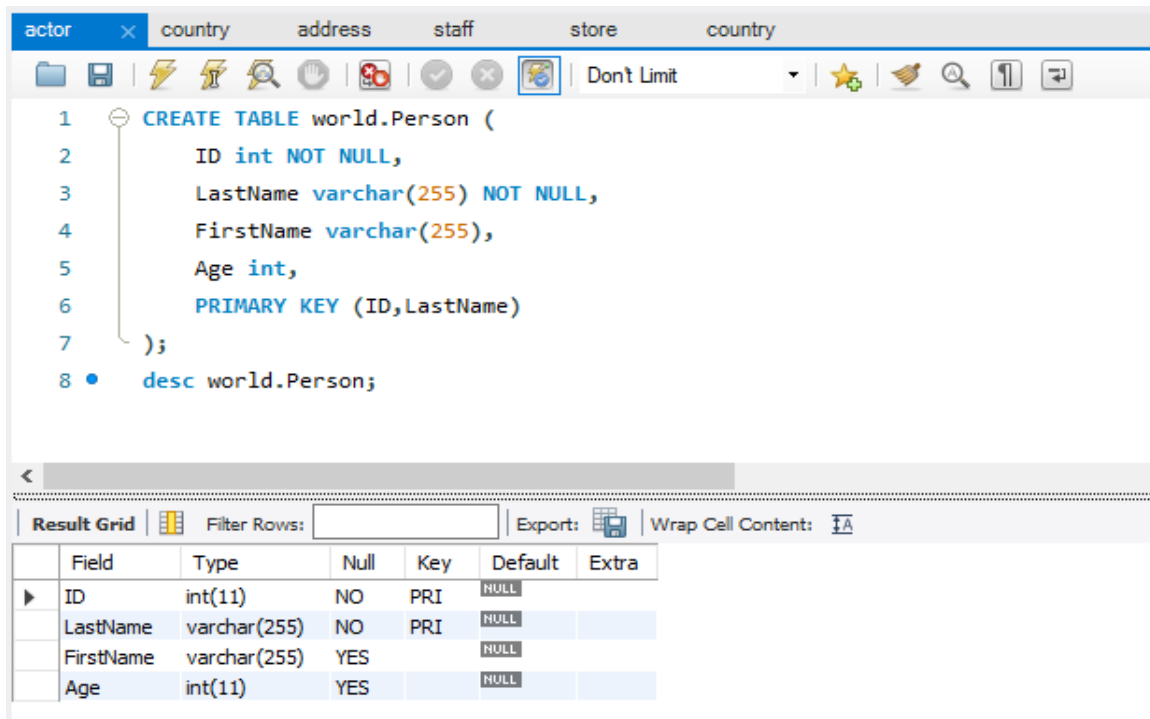 actor country address staff store country
Don't Limit
1 CREATE TABLE world.Person (
2 ID int NOT NULL,
3 LastName varchar(255) NOT NULL,
4 FirstName varchar(255),
5 Age int,
6 PRIMARY KEY (ID,LastName)
7 );
8 desc world.Person;
Result Grid Filter Rows: Export: Wrap Cell Content:
Field Type Null Key Default Extra
ID int(11) NO PRI NULL
LastName varchar(255) NO PRI NULL
FirstName varchar(255) YES NULL
Age int(11) YES NULL